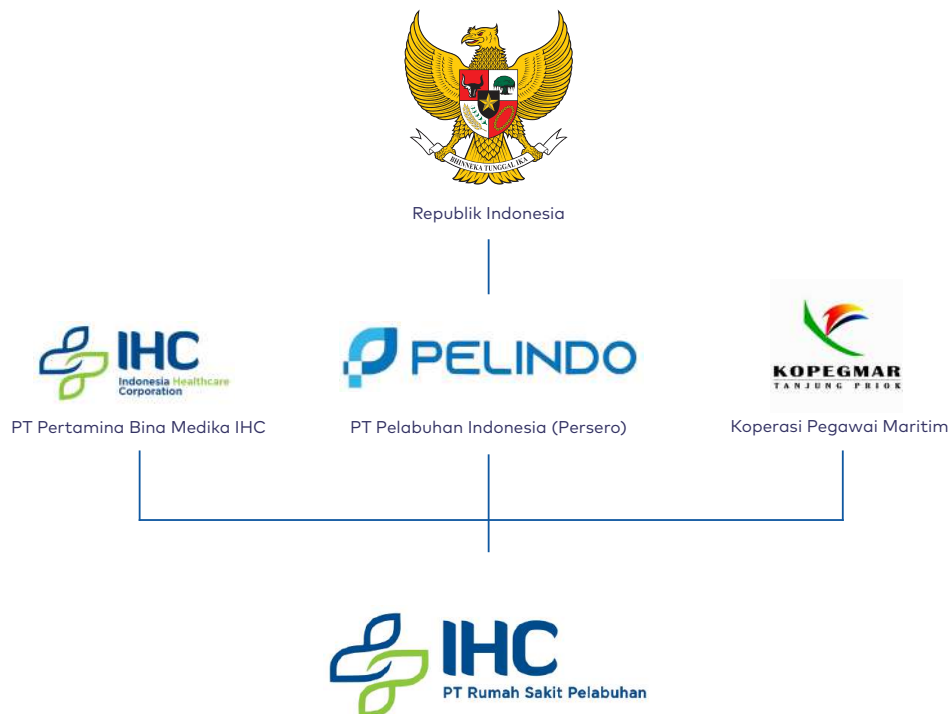 BHINNEKA TUNGGAL IKA
Republik Indonesia
IHC
Indonesia Healthcare
Corporation
PELINDO
KOPEGMAR
TANJUNG PRIOK
PT Pertamina Bina Medika IHC
PT Pelabuhan Indonesia (Persero)
Koperasi Pegawai Maritim
IHC
PT Rumah Sakit Pelabuhan